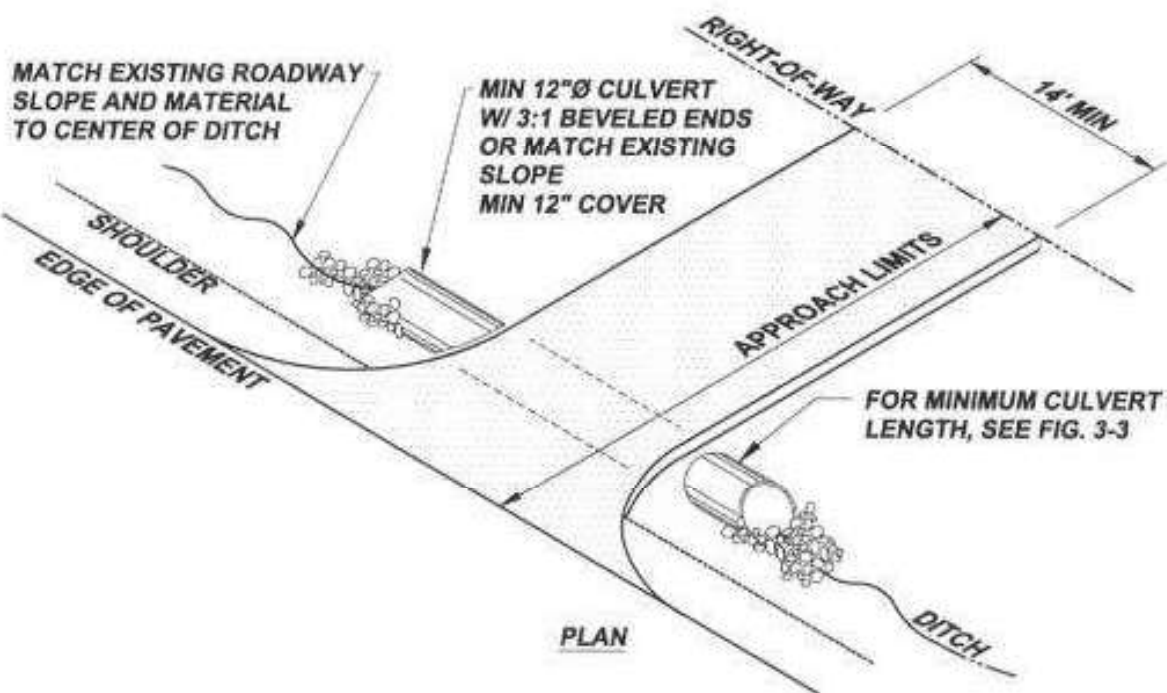 RIGHT-OF-WAY
14' MIN
MATCH EXISTING ROADWAY
SLOPE AND MATERIAL
TO CENTER OF DITCH
MIN 12"Ø CULVERT
W/ 3:1 BEVELED ENDS
OR MATCH EXISTING
SLOPE
MIN 12" COVER
SHOULDER
EDGE OF PAVEMENT
APPROACH LIMITS
FOR MINIMUM CULVERT
LENGTH, SEE FIG. 3-3
DITCH
PLAN